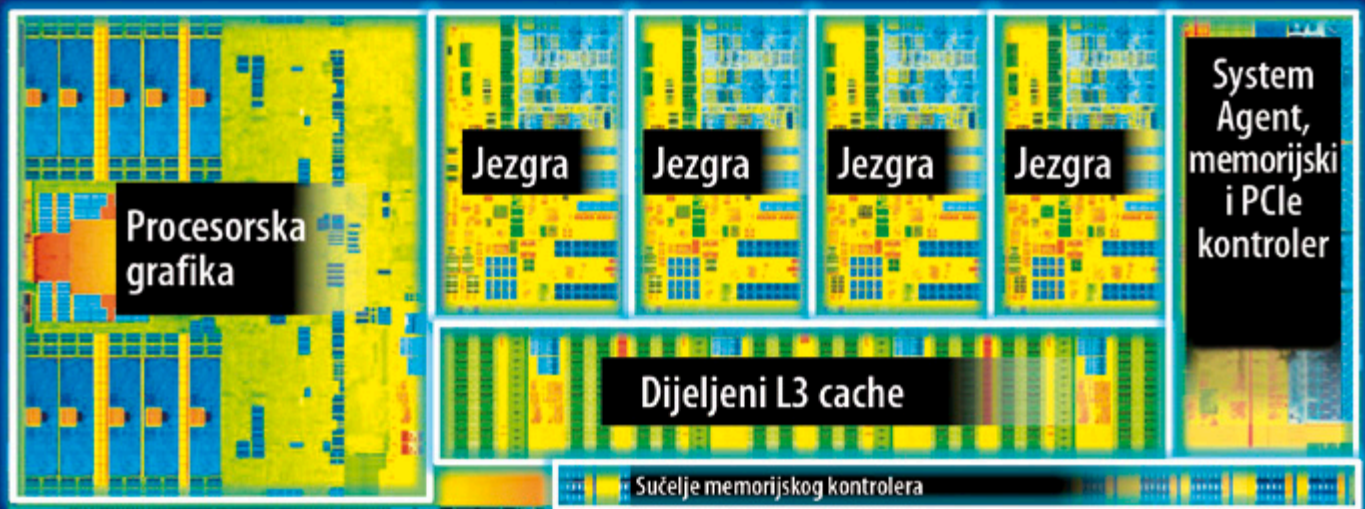 Procesorska
grafika
Jezgra
Jezgra
Jezgra
Jezgra
System
Agent,
memorijski
i PCIe
kontroler
Dijeljeni L3 cache
Sučelje memorijskog kontrolera